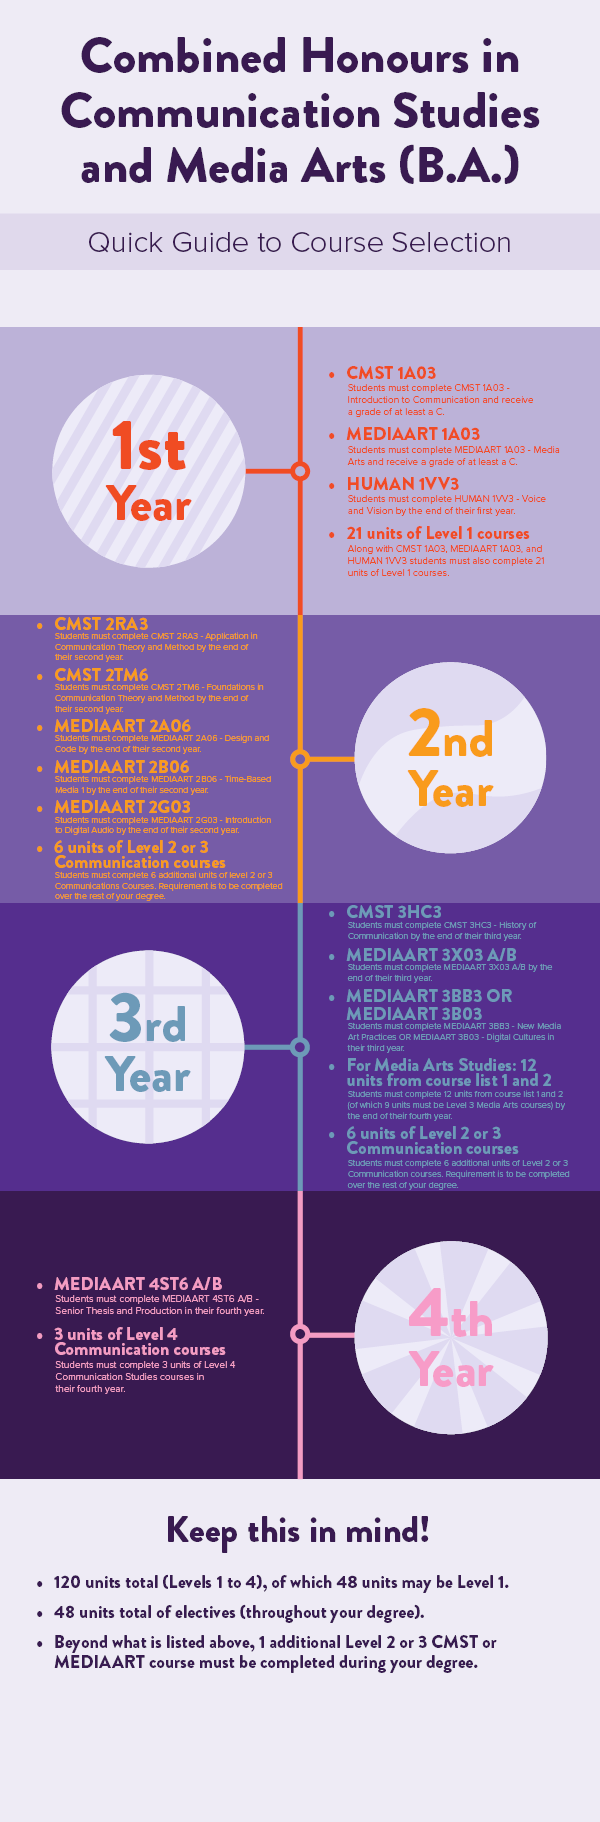 Combined Honours in
Communication Studies
and Media Arts (B.A.)
Quick Guide to Course Selection
1st
Year
• CMST 1A03
Students must complete CMST 1A03 -
Introduction to Communication and receive
a grade of at least a C.
• MEDIAART 1A03
Students must complete MEDIAART 1A03 - Media
Arts and receive a grade of at least a C.
• HUMAN 1VV3
Students must complete HUMAN 1VV3 - Voice
and Vision by the end of their first year.
• 21 units of Level 1 courses
Along with CMST 1A03, MEDIAART 1A03, and
HUMAN 1VV3 students must also complete 21
units of Level 1 courses.
• CMST 2RA3
Students must complete CMST 2RA3 - Application in
Communication Theory and Method by the end of
their second year.
• CMST 2TM6
Students must complete CMST 2TM6 - Foundations in
Communication Theory and Method by the end of
their second year.
• MEDIAART 2A06
Students must complete MEDIAART 2A06 - Design and
Code by the end of their second year.
• MEDIAART 2B06
Students must complete MEDIAART 2B06 - Time-Based
Media 1 by the end of their second year.
• MEDIAART 2G03
Students must complete MEDIAART 2G03 - Introduction
to Digital Audio by the end of their second year.
• 6 units of Level 2 or 3
Communication courses
Students must complete 6 additional units of level 2 or 3
Communications Courses. Requirement is to be completed
over the rest of your degree.
2nd
Year
3rd
Year
• CMST 3HC3
Students must complete CMST 3HC3 - History of
Communication by the end of their third year.
• MEDIAART 3X03 A/B
Students must complete MEDIAART 3X03 A/B by the
end of their third year.
• MEDIAART 3BB3 OR
MEDIAART 3B03
Students must complete MEDIAART 3BB3 - New Media
Art Practices OR MEDIAART 3B03 - Digital Cultures in
their third year.
• For Media Arts Studies: 12
units from course list 1 and 2
Students must complete 12 units from course list 1 and 2
(of which 9 units must be Level 3 Media Arts courses) by
the end of their fourth year.
• 6 units of Level 2 or 3
Communication courses
Students must complete 6 additional units of Level 2 or 3
Communication courses. Requirement is to be completed
over the rest of your degree.
• MEDIAART 4ST6 A/B
Students must complete MEDIAART 4ST6 A/B -
Senior Thesis and Production in their fourth year.
• 3 units of Level 4
Communication courses
Students must complete 3 units of Level 4
Communication Studies courses in
their fourth year.
4th
Year
Keep this in mind!
• 120 units total (Levels 1 to 4), of which 48 units may be Level 1.
• 48 units total of electives (throughout your degree).
• Beyond what is listed above, 1 additional Level 2 or 3 CMST or
MEDIAART course must be completed during your degree.